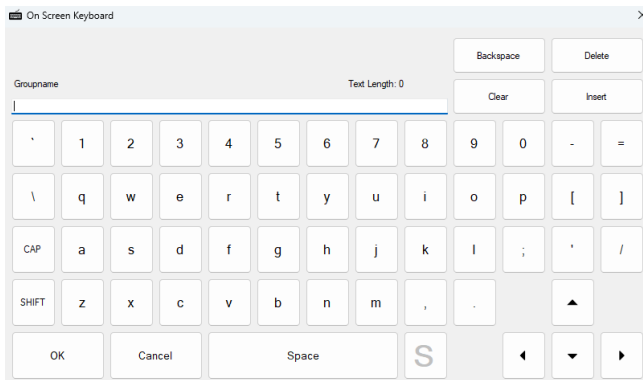 On Screen Keyboard
Backspace Delete
Groupname Text Length: 0
Clear Insert
` 1 2 3 4 5 6 7 8 9 0 - =
\ q w e r t y u i o p [ ]
CAP a s d f g h j k l ; ' /
SHIFT z x c v b n m , .
OK Cancel Space S